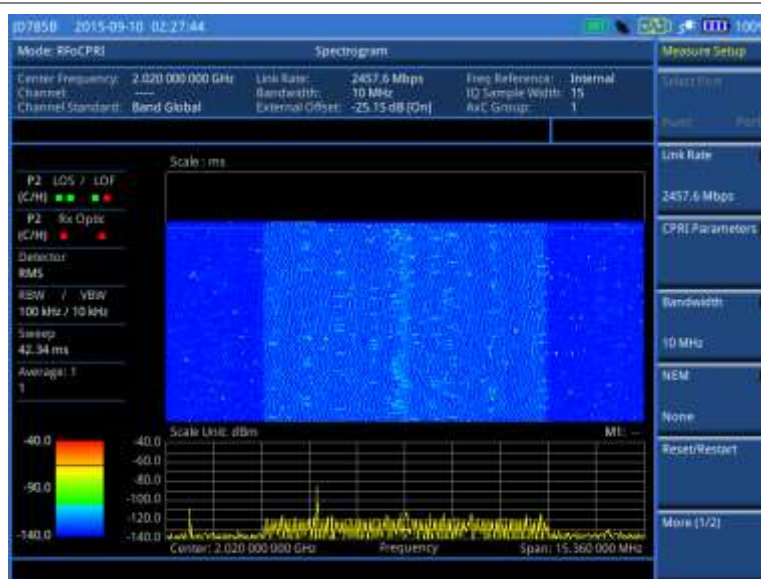 JD785B 2015-09-10 02:27:44 100%
Mode: RFoCPRI Spectrogram Measure Setup
Center Frequency: 2.020 000 000 GHz Link Rate: 2457.6 Mbps Freq Reference: Internal
Channel: ---- Bandwidth: 10 MHz IQ Sample Width: 15
Channel Standard: Band Global External Offset: -25.15 dB [On] AxC Group: 1
Select Port
Port
Link Rate
2457.6 Mbps
CPRI Parameters
Bandwidth
10 MHz
NEM
None
Reset/Restart
More (1/2)
Scale : ms
P2 LOS / LOF
(C/H)
P2 Rx Optic
(C/H)
Detector
RMS
RBW / VBW
100 kHz / 10 kHz
Sweep
42.34 ms
Average: 1
1
-40.0
-90.0
-140.0
Scale Unit: dBm M1: --
-40.0
-60.0
-80.0
-100.0
-120.0
-140.0
Center: 2.020 000 000 GHz Frequency Span: 15.360 000 MHz